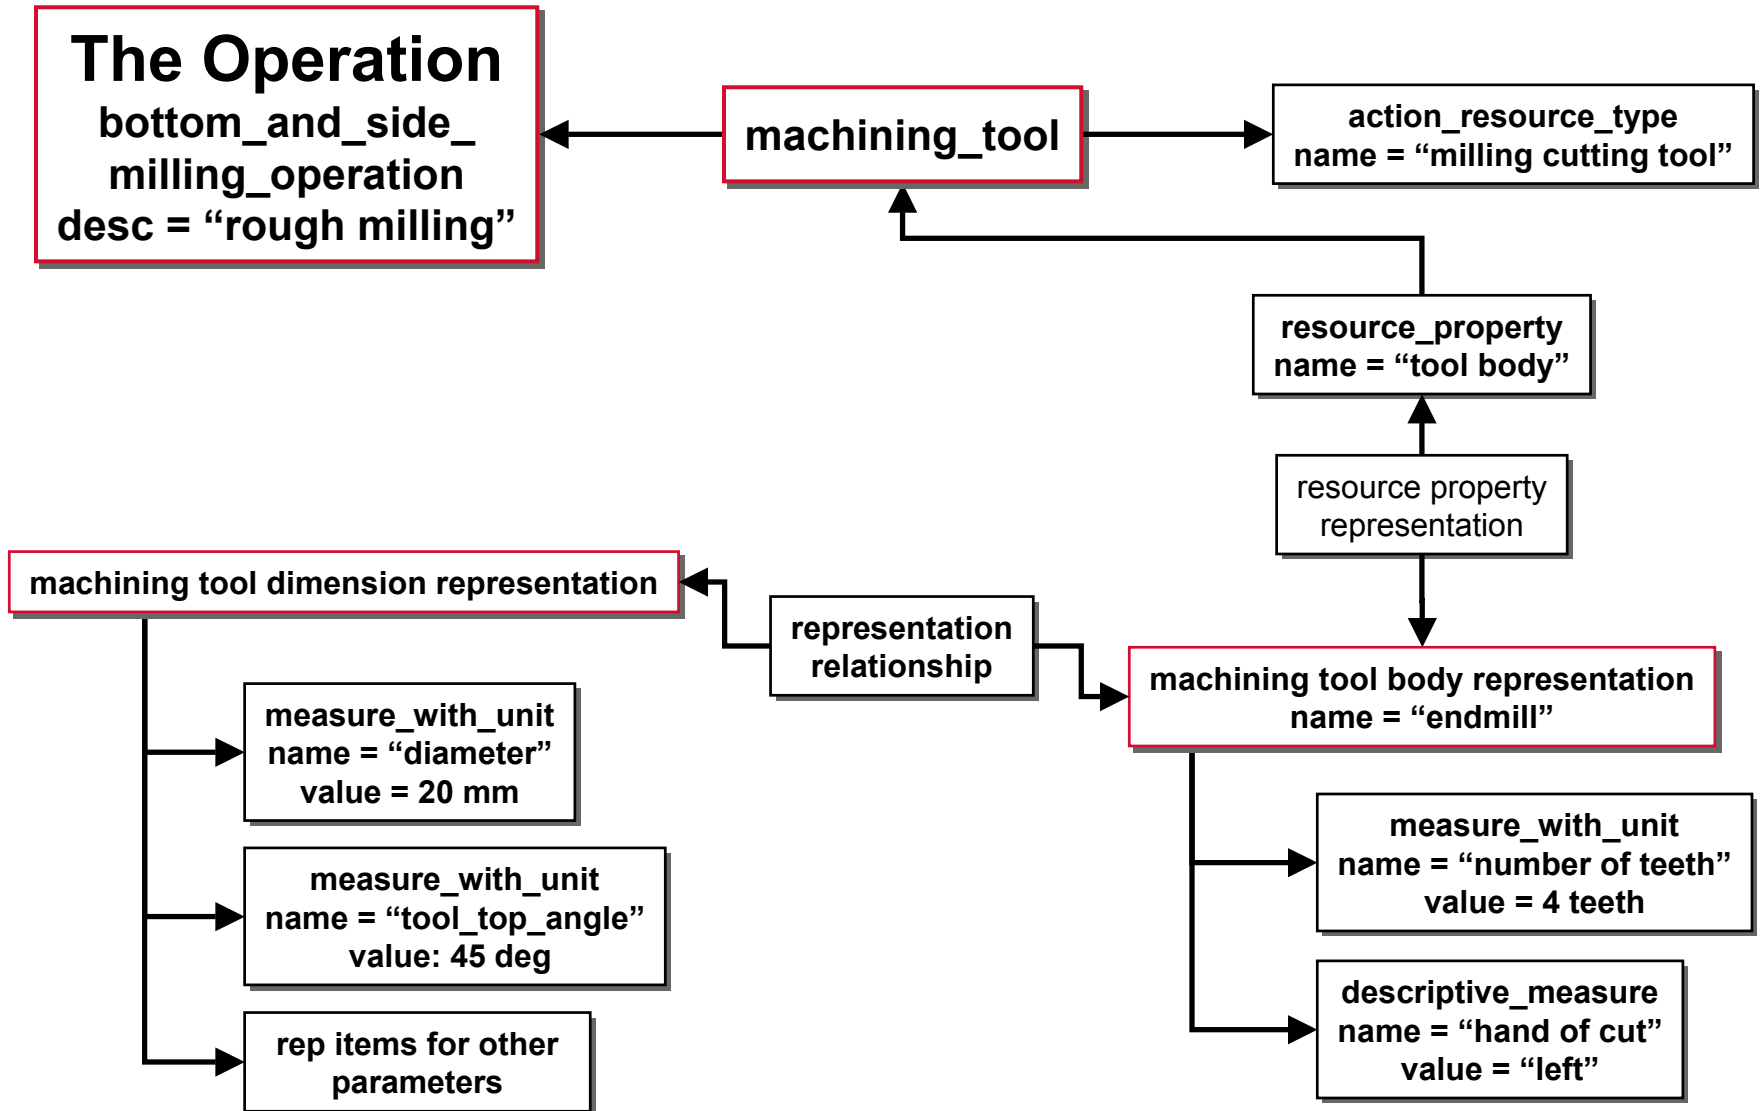 The Operation
bottom_and_side_
milling_operation
desc = “rough milling”
machining_tool
action_resource_type
name = “milling cutting tool”
resource_property
name = “tool body”
resource property
representation
machining tool dimension representation
representation
relationship
machining tool body representation
name = “endmill”
measure_with_unit
name = “diameter”
value = 20 mm
measure_with_unit
name = “tool_top_angle”
value: 45 deg
rep items for other
parameters
measure_with_unit
name = “number of teeth”
value = 4 teeth
descriptive_measure
name = “hand of cut”
value = “left”